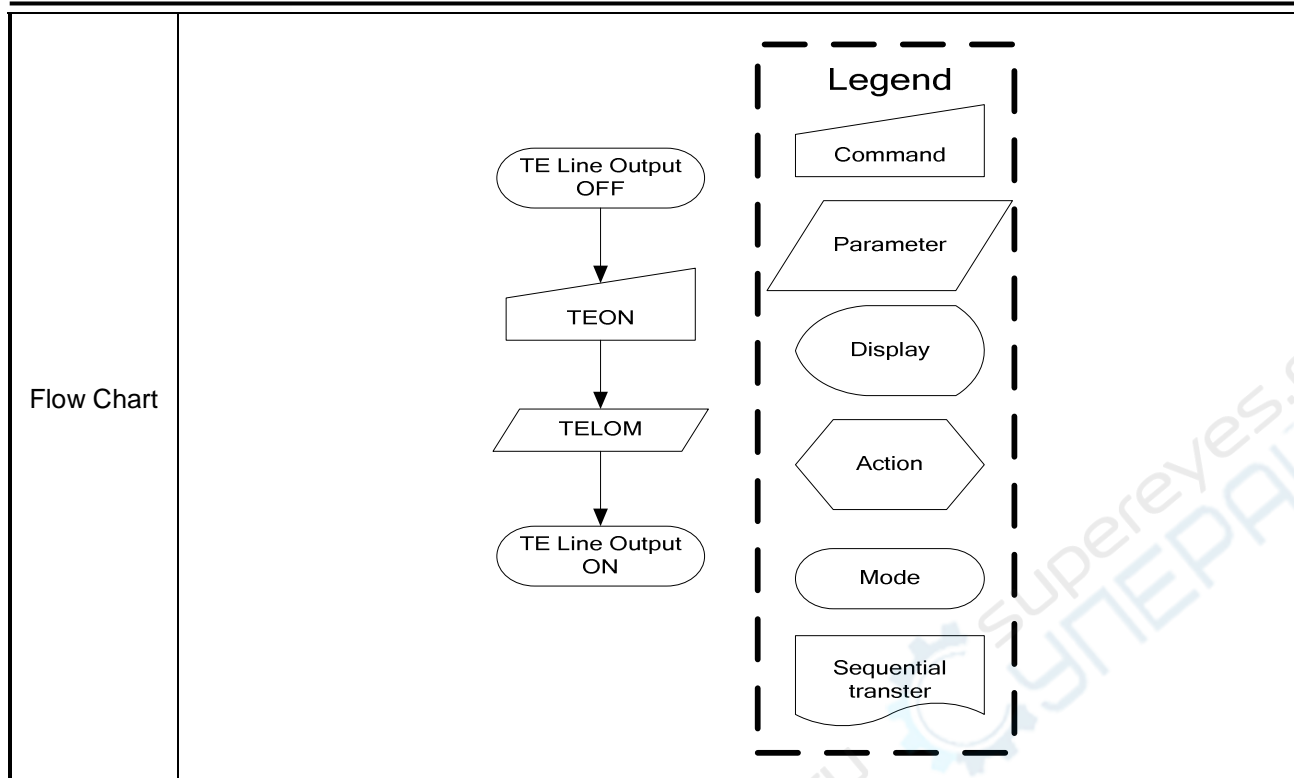 Flow Chart
TE Line Output
OFF
TEON
TELOM
TE Line Output
ON
Legend
Command
Parameter
Display
Action
Mode
Sequential
transter